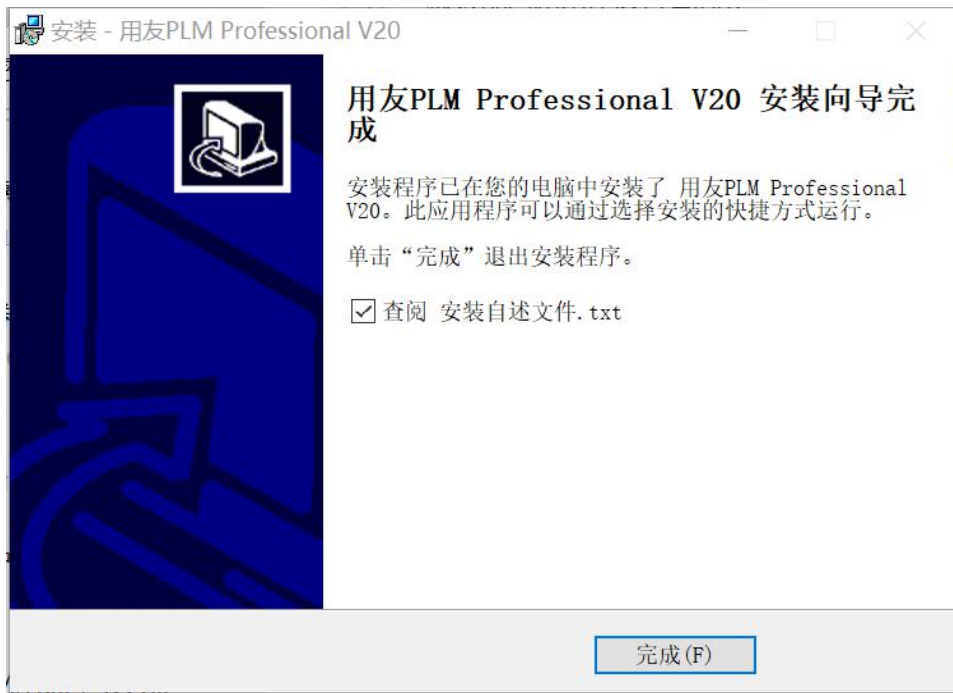 安装 - 用友PLM Professional V20
用友PLM Professional V20 安装向导完
成
安装程序已在您的电脑中安装了 用友PLM Professional
V20。此应用程序可以通过选择安装的快捷方式运行。
单击“完成”退出安装程序。
查阅 安装自述文件.txt
完成(F)